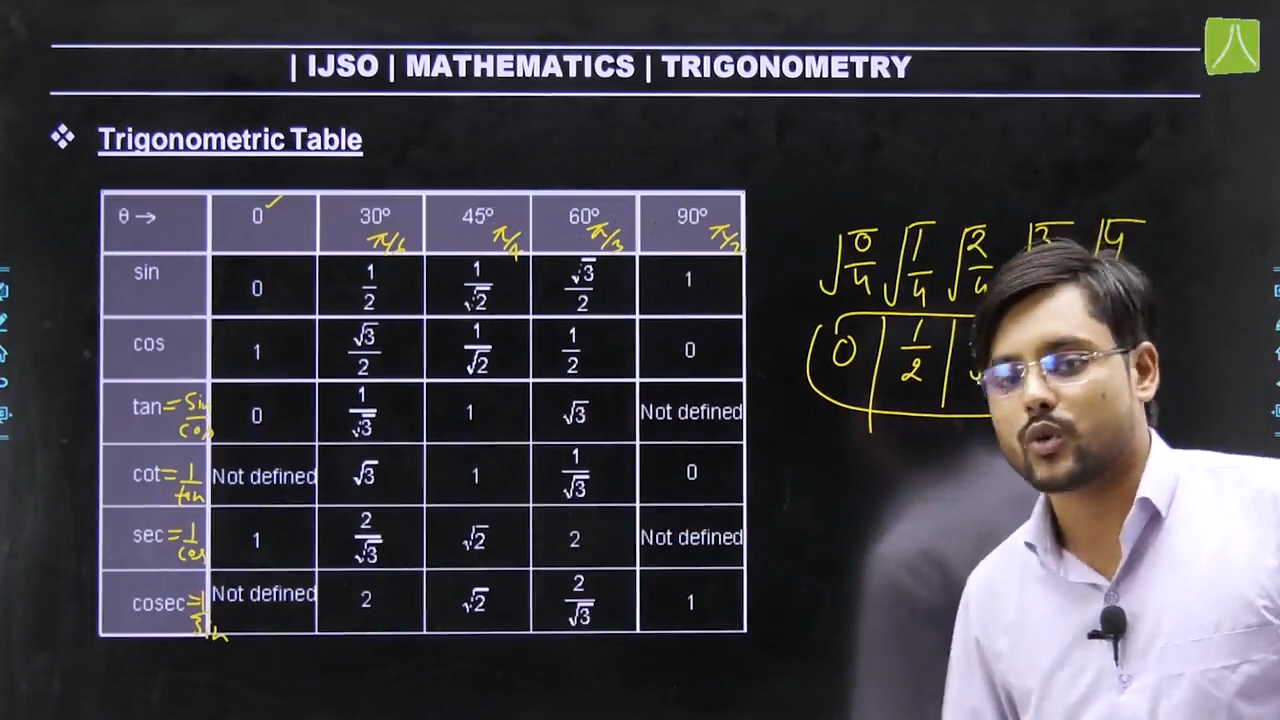 | IJSO | MATHEMATICS | TRIGONOMETRY
❖ Trigonometric Table
θ → 0 ✓ 30° π/6 45° π/4 60° π/3 90° π/2
sin 0 1/2 1/√2 √3/2 1
cos 1 √3/2 1/√2 1/2 0
tan = sin/cos 0 1/√3 1 √3 Not defined
cot = 1/tan Not defined √3 1 1/√3 0
sec = 1/cos 1 2/√3 √2 2 Not defined
cosec = 1/sin Not defined 2 √2 2/√3 1
√0/4 √1/4 √2/4 √3 √4
0 | 1/2 |